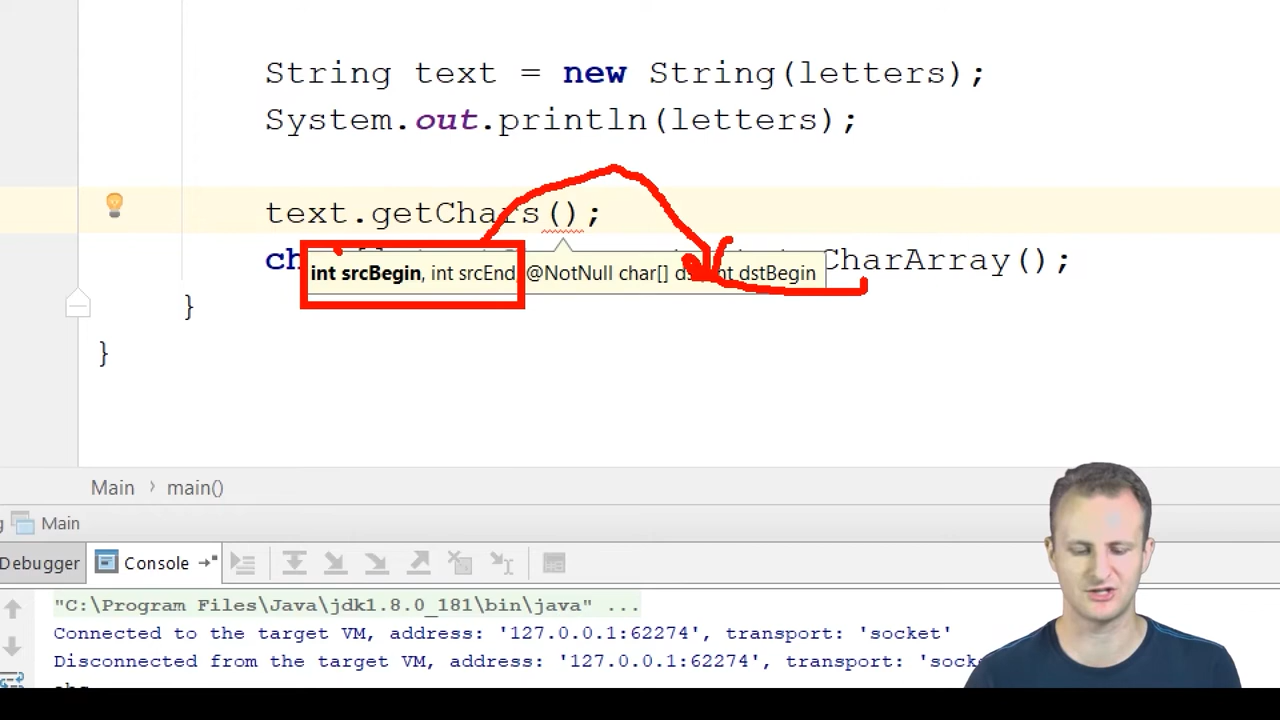 String text = new String(letters);
System.out.println(letters);
text.getChars();
int srcBegin, int srcEnd, @NotNull char[] int dstBegin
CharArray();
}
}
Main › main()
Main
Debugger Console
"C:\Program Files\Java\jdk1.8.0_181\bin\java" ...
Connected to the target VM, address: '127.0.0.1:62274', transport: 'socket'
Disconnected from the target VM, address: '127.0.0.1:62274', transport: 'socke